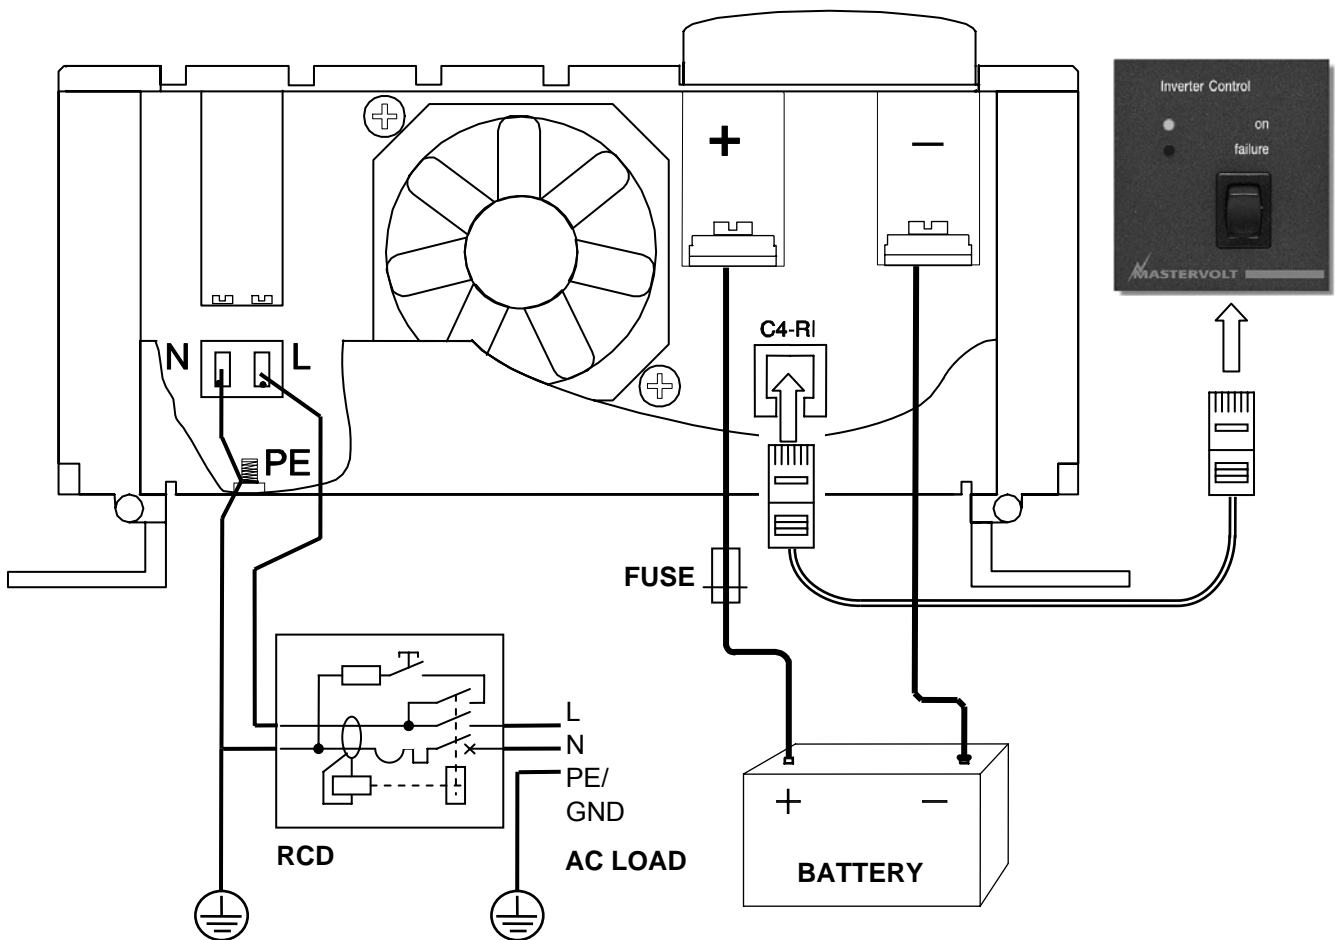 +
−
Inverter Control
on
failure
MASTERVOLT
C4-RI
N
L
PE
FUSE
L
N
PE/
GND
RCD
AC LOAD
+
−
BATTERY